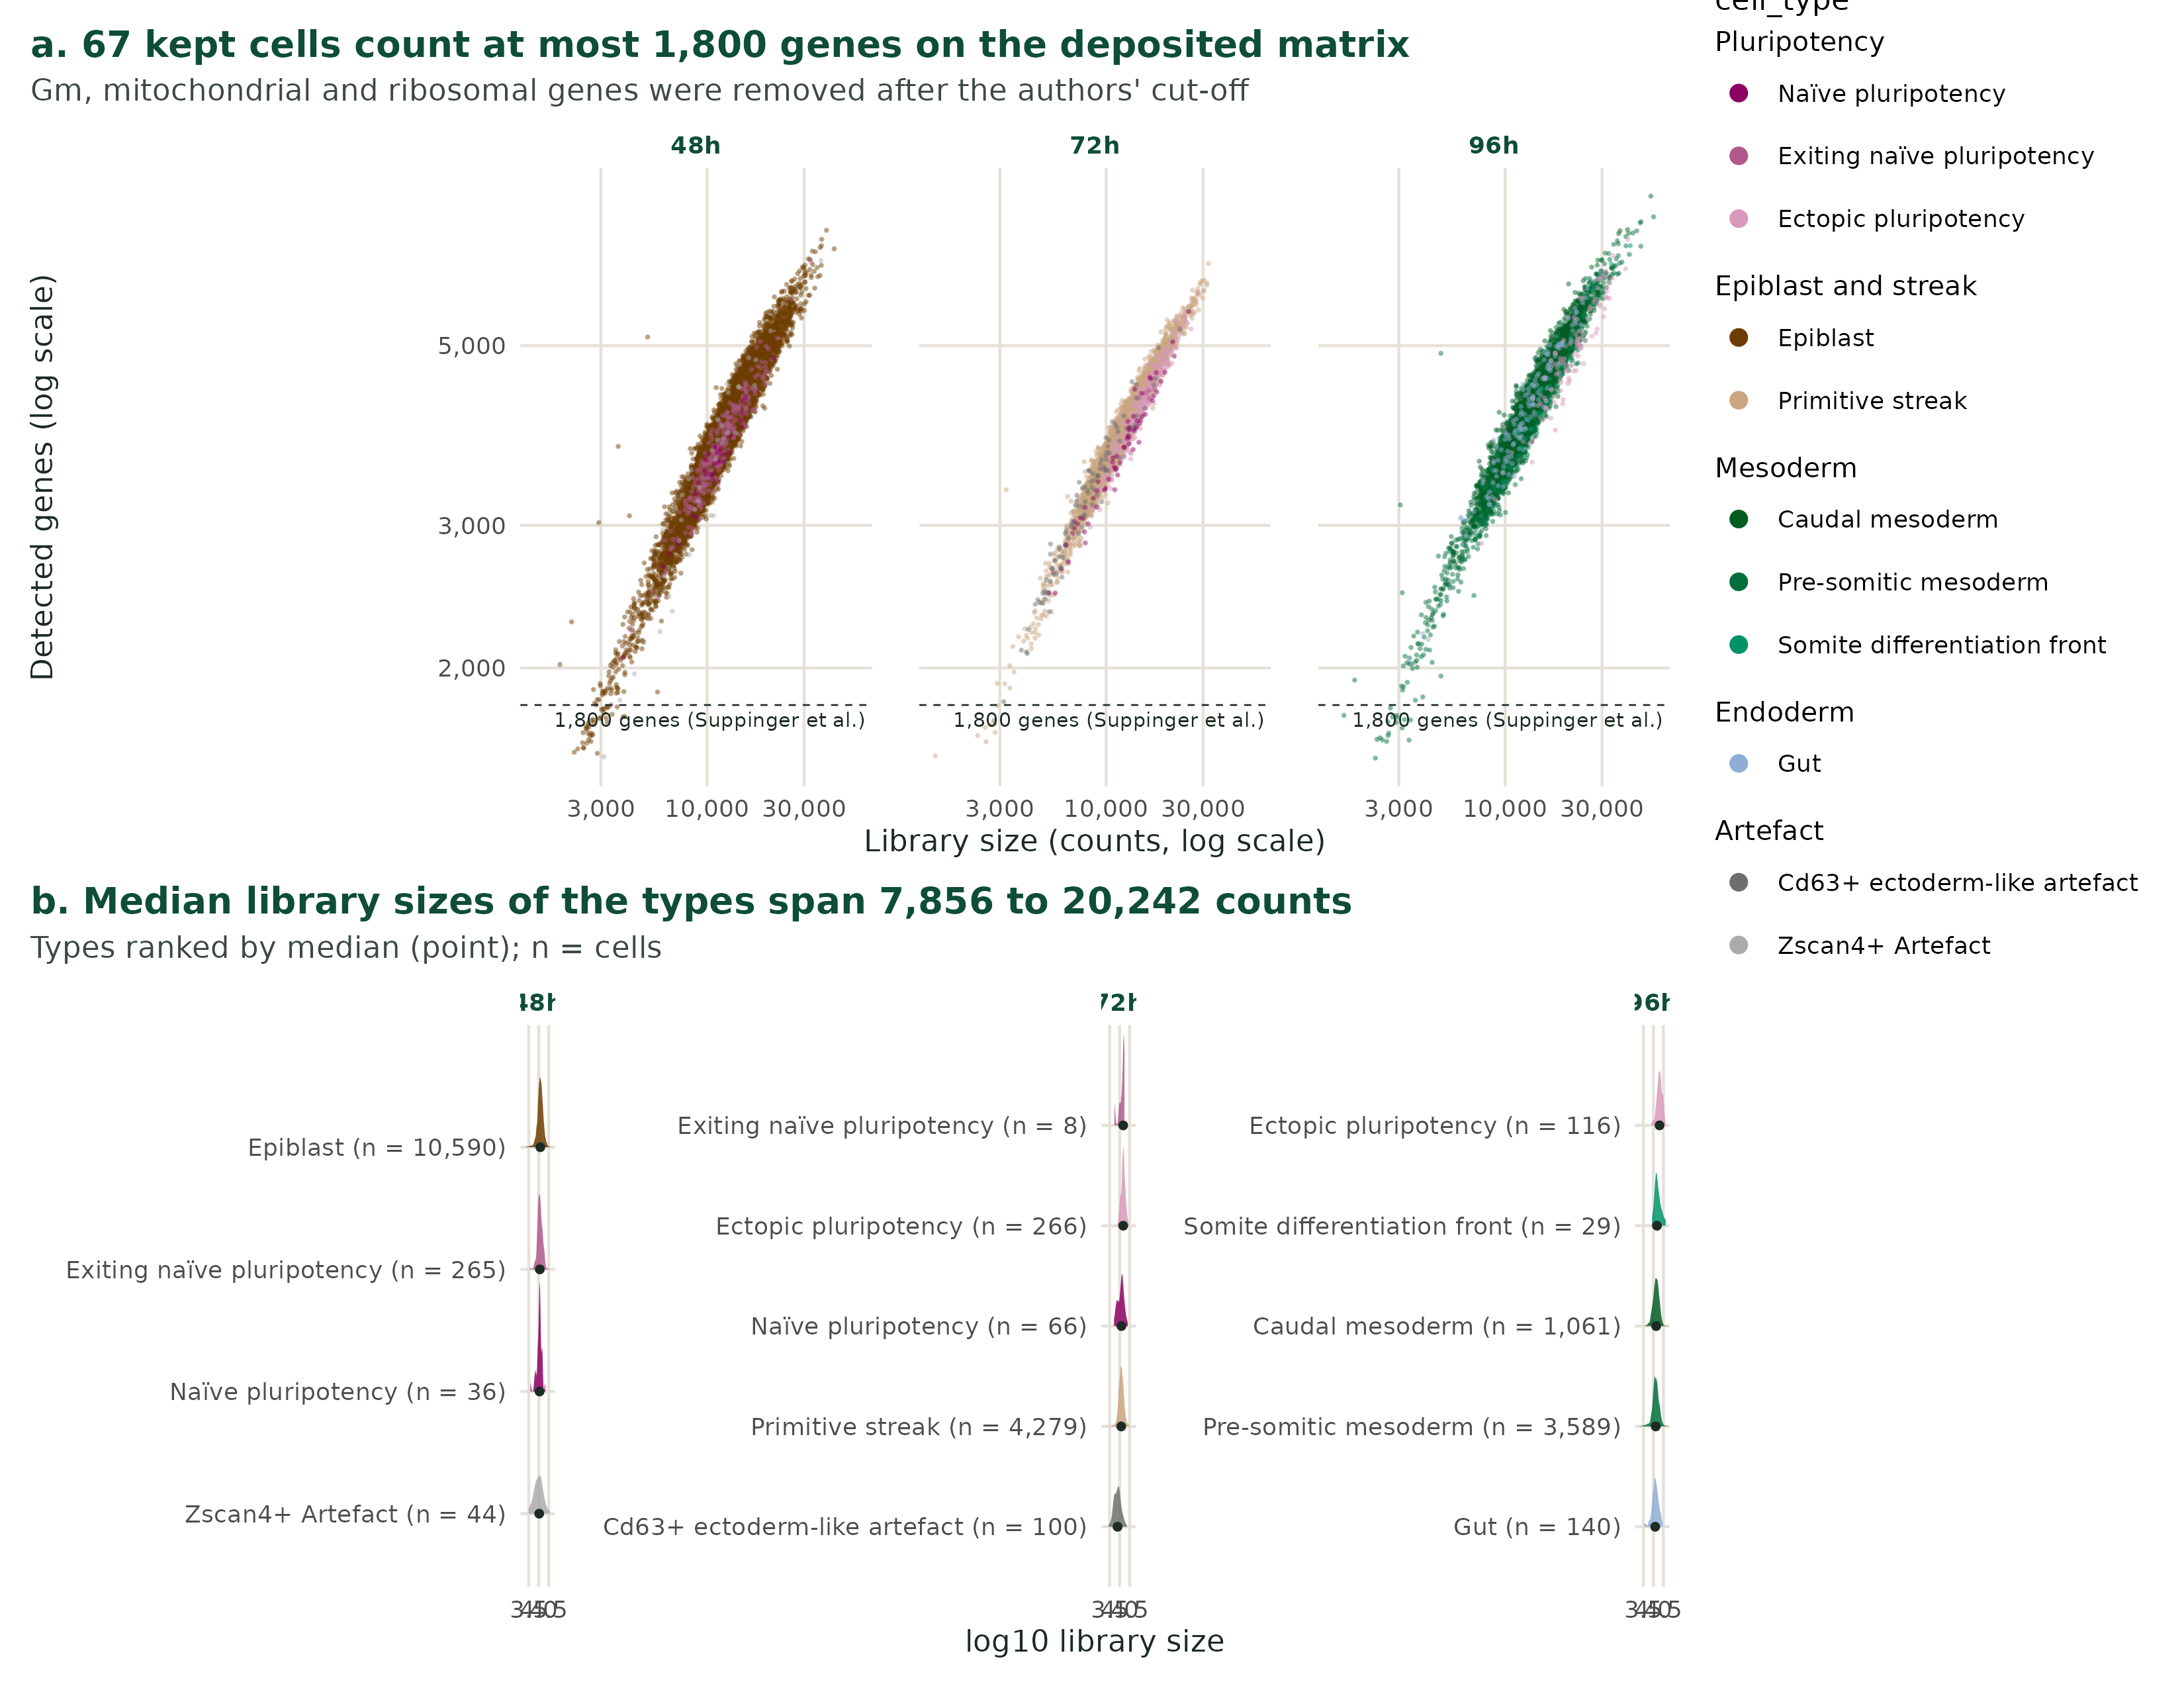 a. 67 kept cells count at most 1,800 genes on the deposited matrix
Gm, mitochondrial and ribosomal genes were removed after the authors' cut-off
48h
72h
96h
Detected genes (log scale)
5,000
3,000
2,000
1,800 genes (Suppinger et al.)
1,800 genes (Suppinger et al.)
1,800 genes (Suppinger et al.)
3,000
10,000
30,000
3,000
10,000
30,000
3,000
10,000
30,000
Library size (counts, log scale)
cell_type
Pluripotency
Naïve pluripotency
Exiting naïve pluripotency
Ectopic pluripotency
Epiblast and streak
Epiblast
Primitive streak
Mesoderm
Caudal mesoderm
Pre-somitic mesoderm
Somite differentiation front
Endoderm
Gut
Artefact
Cd63+ ectoderm-like artefact
Zscan4+ Artefact
b. Median library sizes of the types span 7,856 to 20,242 counts
Types ranked by median (point); n = cells
48h
Epiblast (n = 10,590)
Exiting naïve pluripotency (n = 265)
Naïve pluripotency (n = 36)
Zscan4+ Artefact (n = 44)
72h
Exiting naïve pluripotency (n = 8)
Ectopic pluripotency (n = 266)
Naïve pluripotency (n = 66)
Primitive streak (n = 4,279)
Cd63+ ectoderm-like artefact (n = 100)
96h
Ectopic pluripotency (n = 116)
Somite differentiation front (n = 29)
Caudal mesoderm (n = 1,061)
Pre-somitic mesoderm (n = 3,589)
Gut (n = 140)
log10 library size